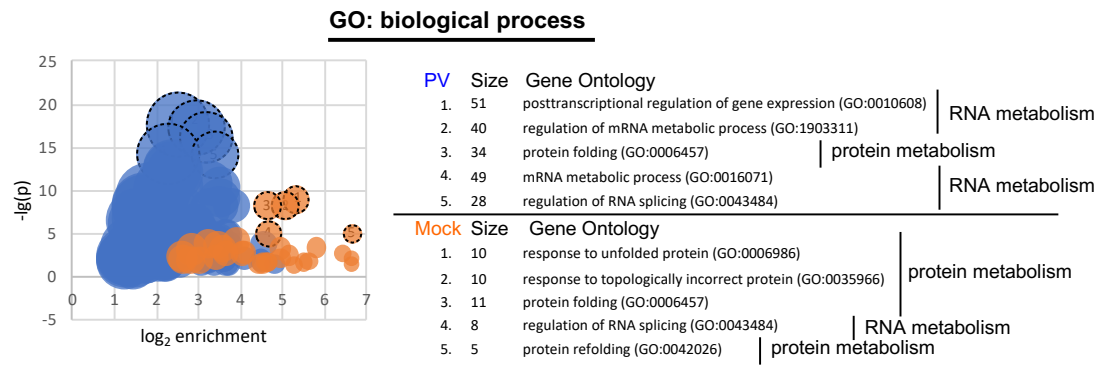 GO: biological process
25
20
15
10
5
0
-5
-lg(p)
0 1 2 3 4 5 6 7
log2 enrichment
3
4
5
PV Size Gene Ontology
1. 51 posttranscriptional regulation of gene expression (GO:0010608)
2. 40 regulation of mRNA metabolic process (GO:1903311)
RNA metabolism
3. 34 protein folding (GO:0006457)
protein metabolism
4. 49 mRNA metabolic process (GO:0016071)
5. 28 regulation of RNA splicing (GO:0043484)
RNA metabolism
Mock Size Gene Ontology
1. 10 response to unfolded protein (GO:0006986)
2. 10 response to topologically incorrect protein (GO:0035966)
3. 11 protein folding (GO:0006457)
protein metabolism
4. 8 regulation of RNA splicing (GO:0043484)
RNA metabolism
5. 5 protein refolding (GO:0042026)
protein metabolism